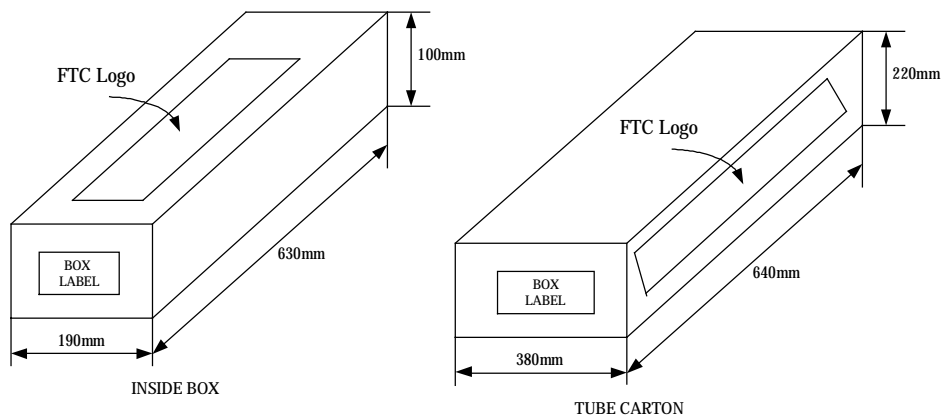 FTC Logo
100mm
630mm
BOX
LABEL
190mm
INSIDE BOX
220mm
FTC Logo
640mm
BOX
LABEL
380mm
TUBE CARTON